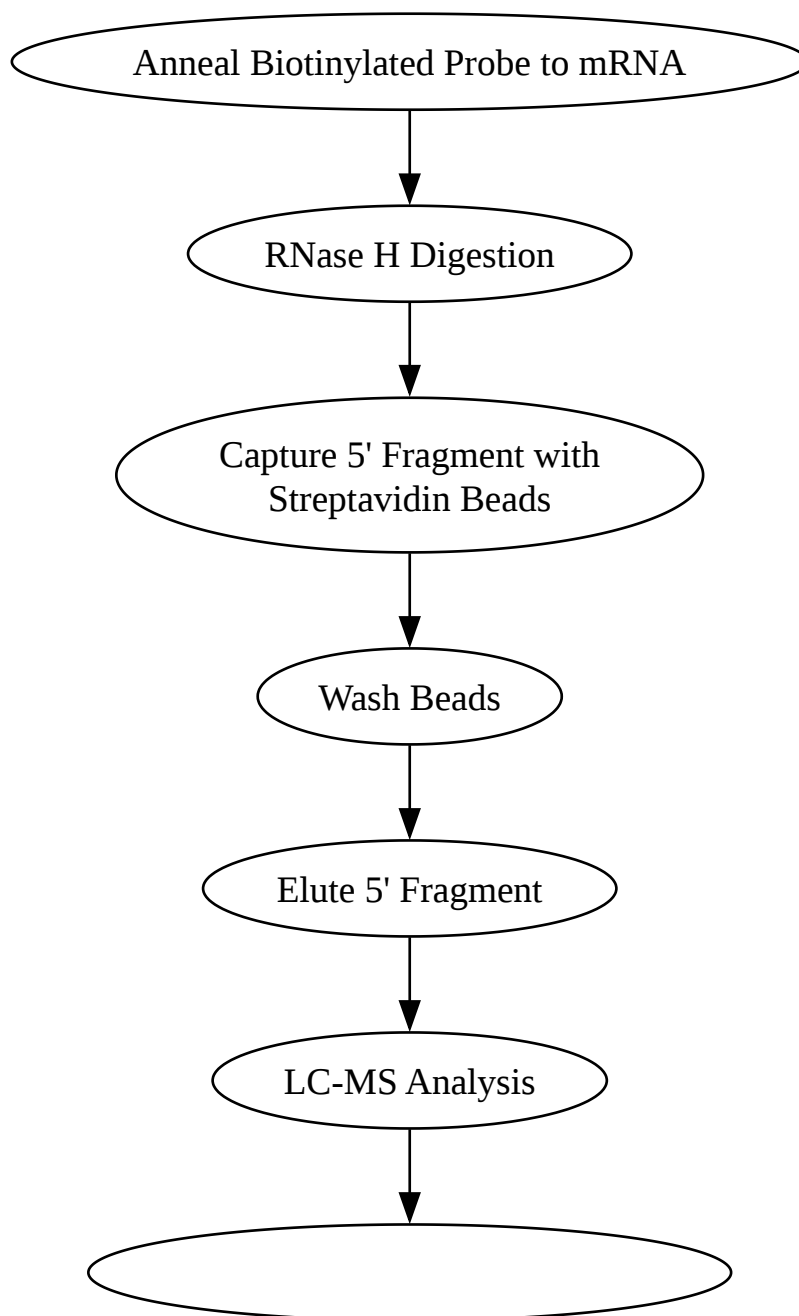 Anneal Biotinylated Probe to mRNA
RNase H Digestion
Capture 5' Fragment with
Streptavidin Beads
Wash Beads
Elute 5' Fragment
LC-MS Analysis